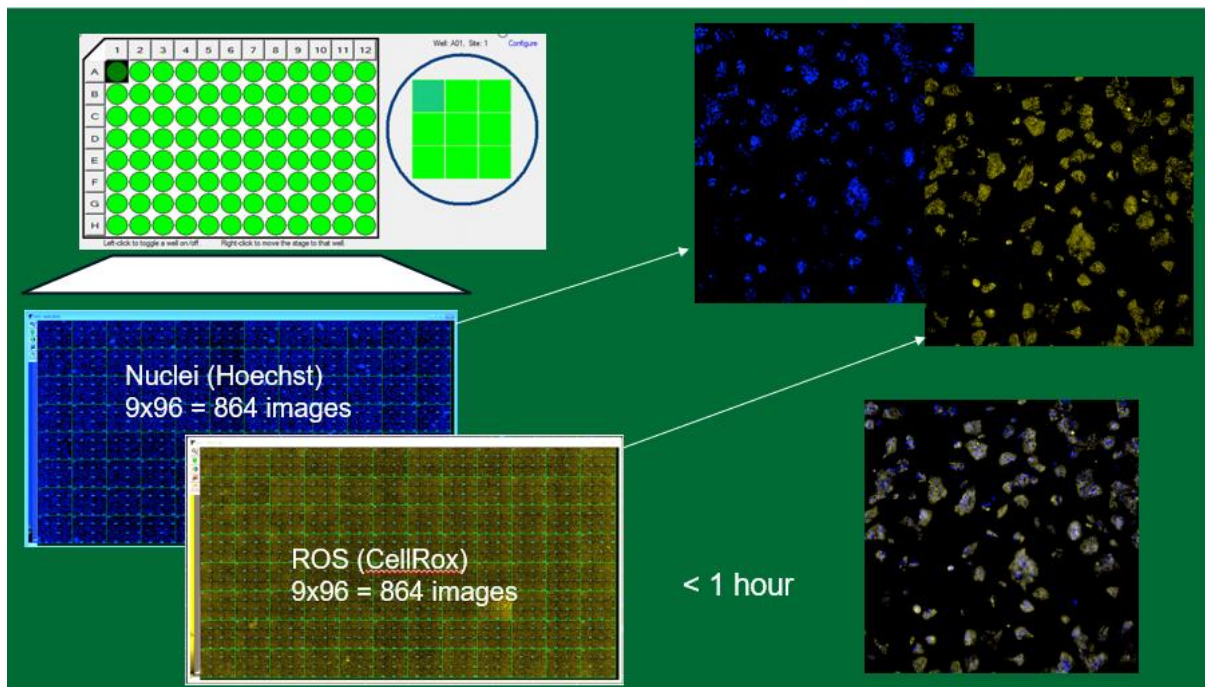 Well: A01, Site: 1 Configure
1 2 3 4 5 6 7 8 9 10 11 12
A
B
C
D
E
F
G
H
Left-click to toggle a well on/off. Right-click to move the stage to that well.
Nuclei (Hoechst)
9x96 = 864 images
ROS (CellRox)
9x96 = 864 images
< 1 hour